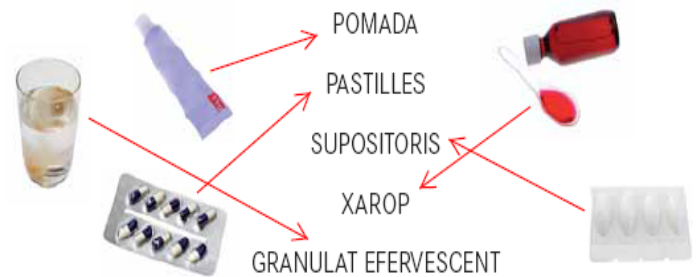 POMADA
PASTILLES
SUPOSITORIS
XAROP
GRANULAT EFERVESCENT